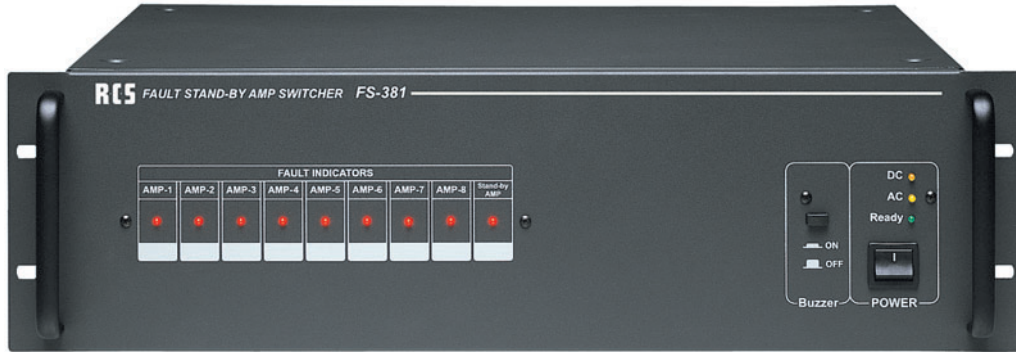 RCS FAULT STAND-BY AMP SWITCHER FS-381
FAULT INDICATORS
AMP-1 AMP-2 AMP-3 AMP-4 AMP-5 AMP-6 AMP-7 AMP-8 Stand-by AMP
DC
AC
Ready
ON
OFF
Buzzer
POWER